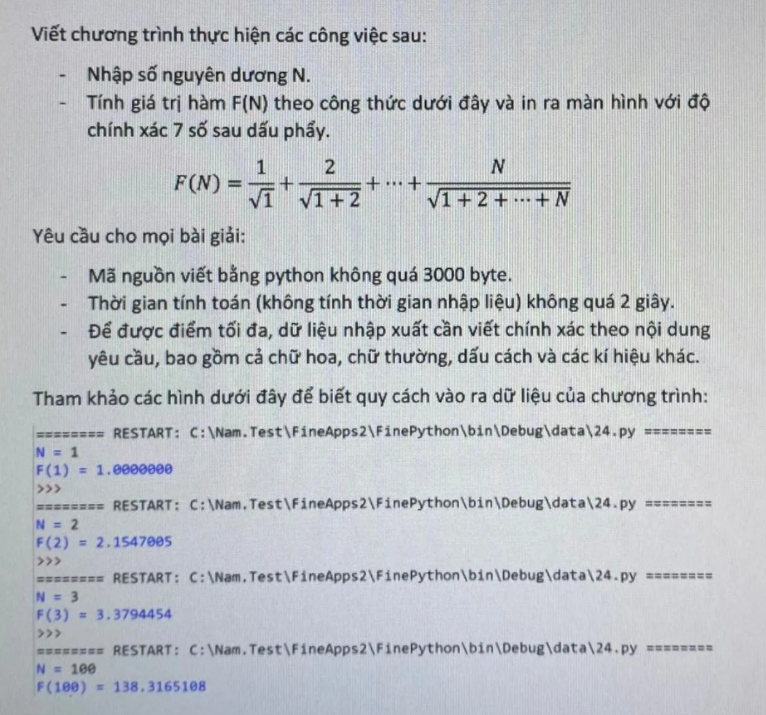 Viết chương trình thực hiện các công việc sau:
- Nhập số nguyên dương N.
- Tính giá trị hàm F(N) theo công thức dưới đây và in ra màn hình với độ
chính xác 7 số sau dấu phẩy.
F(N) = 1/√1 + 2/√(1 + 2) + ⋯ + N/√(1 + 2 + ⋯ + N)
Yêu cầu cho mọi bài giải:
- Mã nguồn viết bằng python không quá 3000 byte.
- Thời gian tính toán (không tính thời gian nhập liệu) không quá 2 giây.
- Để được điểm tối đa, dữ liệu nhập xuất cần viết chính xác theo nội dung
yêu cầu, bao gồm cả chữ hoa, chữ thường, dấu cách và các kí hiệu khác.
Tham khảo các hình dưới đây để biết quy cách vào ra dữ liệu của chương trình:
======== RESTART: C:\Nam.Test\FineApps2\FinePython\bin\Debug\data\24.py ========
N = 1
F(1) = 1.0000000
>>>
======== RESTART: C:\Nam.Test\FineApps2\FinePython\bin\Debug\data\24.py ========
N = 2
F(2) = 2.1547005
>>>
======== RESTART: C:\Nam.Test\FineApps2\FinePython\bin\Debug\data\24.py ========
N = 3
F(3) = 3.3794454
>>>
======== RESTART: C:\Nam.Test\FineApps2\FinePython\bin\Debug\data\24.py ========
N = 100
F(100) = 138.3165108